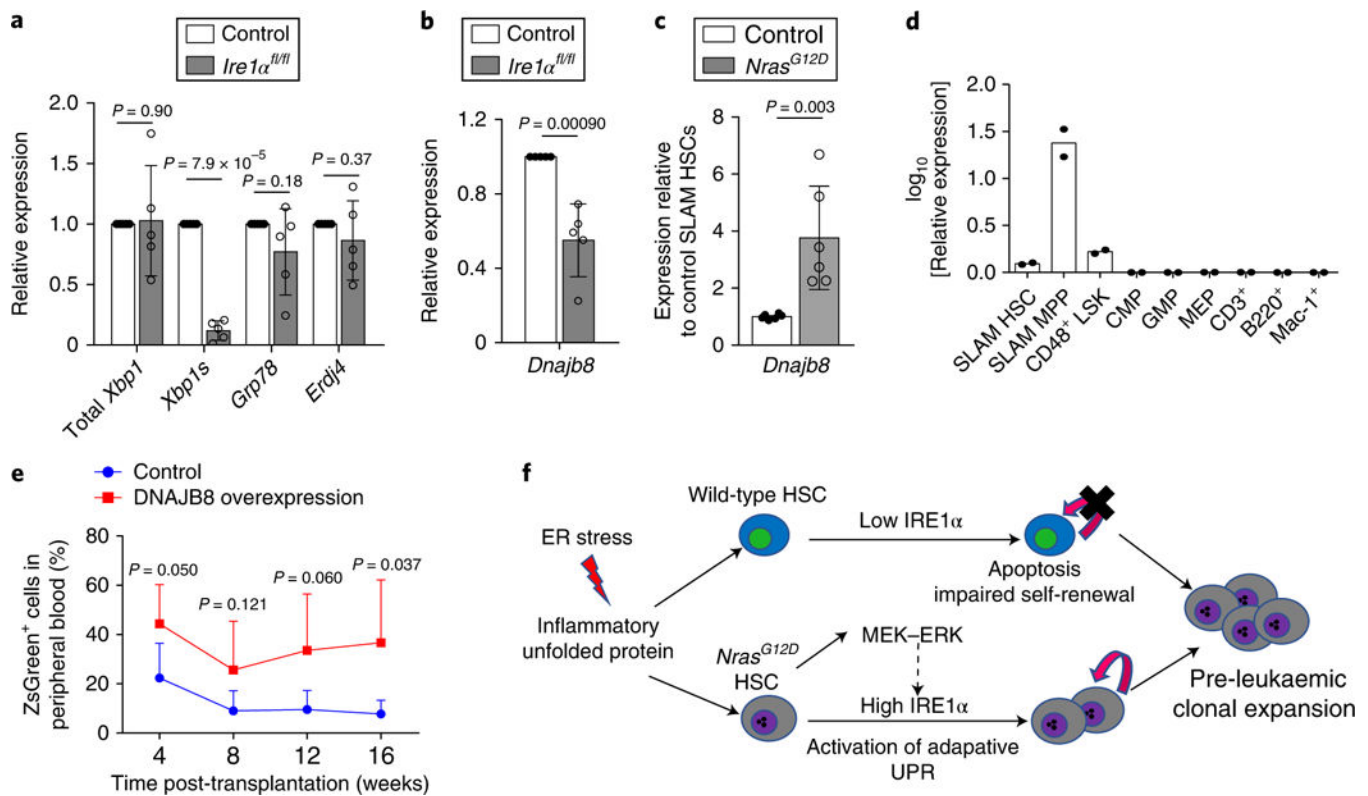 a
Control
Ire1α^fl/fl
Relative expression
2.0
1.5
1.0
0.5
0
P = 0.90
P = 7.9 × 10^−5
P = 0.18
P = 0.37
Total Xbp1
Xbp1s
Grp78
Erdj4
b
Control
Ire1α^fl/fl
Relative expression
1.2
0.8
0.4
0
P = 0.00090
Dnajb8
c
Control
Nras^G12D
Expression relative
to control SLAM HSCs
8
6
4
2
0
P = 0.003
Dnajb8
d
log10
[Relative expression]
2.0
1.5
1.0
0.5
0.0
SLAM HSC
SLAM MPP
CD48+ LSK
CMP
GMP
MEP
CD3+
B220+
Mac-1+
e
Control
DNAJB8 overexpression
ZsGreen+ cells in
peripheral blood (%)
80
60
40
20
0
P = 0.050
P = 0.121
P = 0.060
P = 0.037
4
8
12
16
Time post-transplantation (weeks)
f
ER stress
Inflammatory
unfolded protein
Wild-type HSC
Low IRE1α
Apoptosis
impaired self-renewal
Nras^G12D
HSC
MEK–ERK
High IRE1α
Activation of adapative
UPR
Pre-leukaemic
clonal expansion